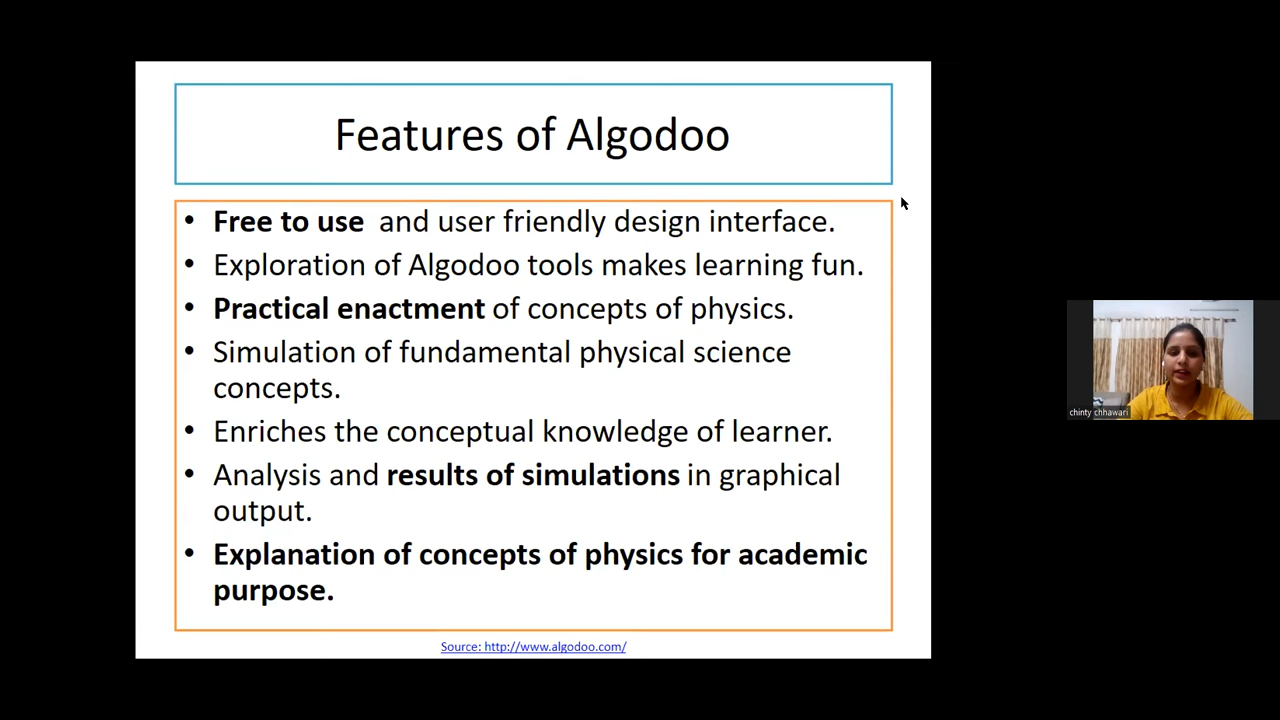 Features of Algodoo
• Free to use and user friendly design interface.
• Exploration of Algodoo tools makes learning fun.
• Practical enactment of concepts of physics.
• Simulation of fundamental physical science
concepts.
• Enriches the conceptual knowledge of learner.
• Analysis and results of simulations in graphical
output.
• Explanation of concepts of physics for academic
purpose.
Source: http://www.algodoo.com/
chinty chhawari